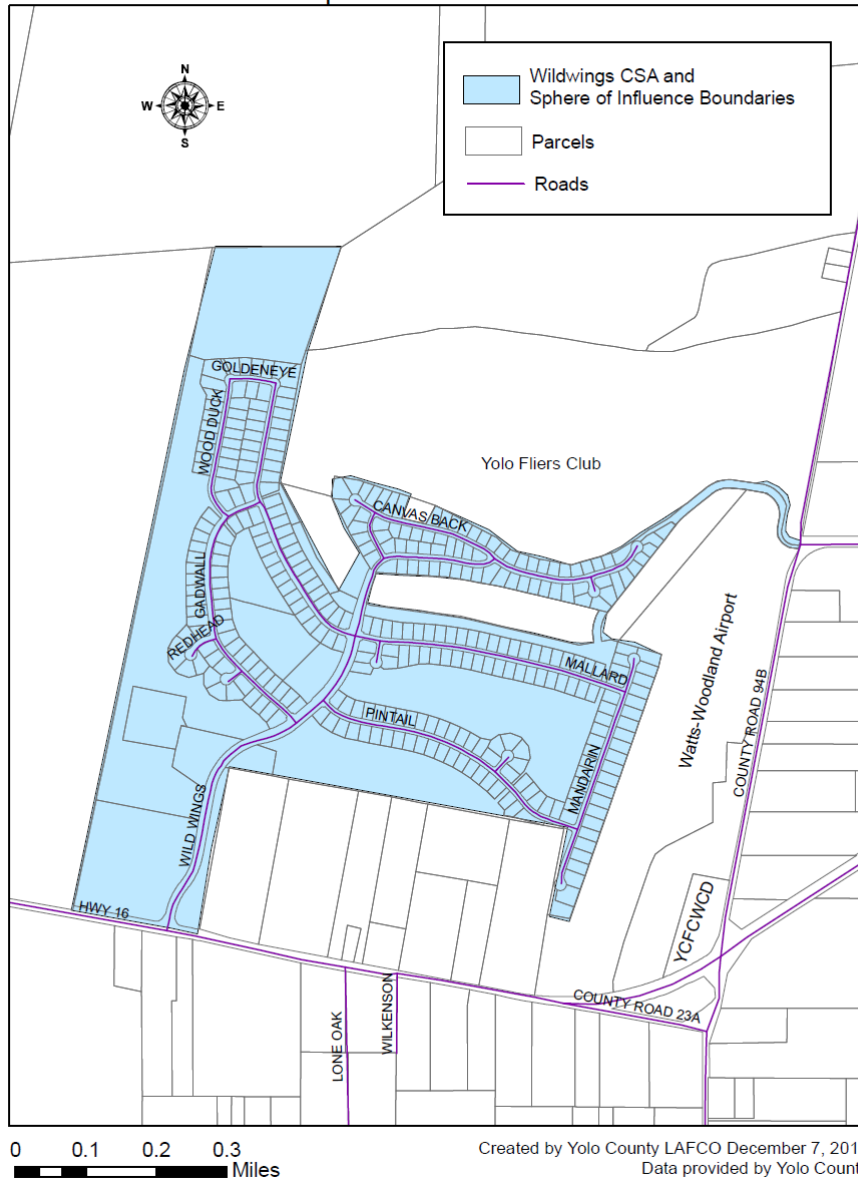 N
W E
S
Wildwings CSA and
Sphere of Influence Boundaries
Parcels
Roads
GOLDENEYE
WOOD DUCK
Yolo Fliers Club
CANVAS BACK
GADWALL
REDHEAD
MALLARD
PINTAIL
MANDARIN
Watts-Woodland Airport
COUNTY ROAD 94B
WILD WINGS
HWY 16
YCFCWCD
COUNTY ROAD 23A
LONE OAK
WILKENSON
0 0.1 0.2 0.3
Miles
Created by Yolo County LAFCO December 7, 201
Data provided by Yolo Count